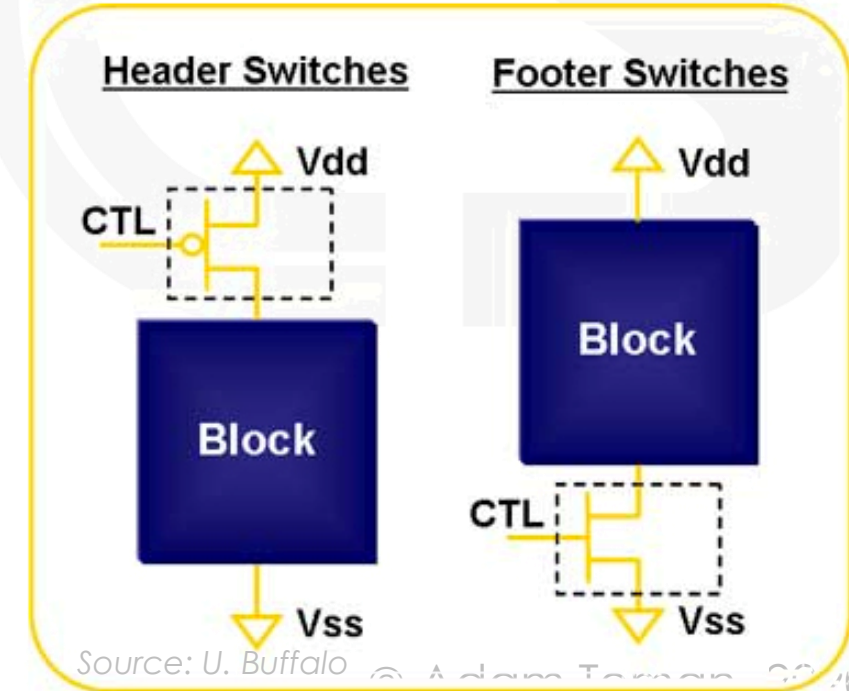 Header Switches
Footer Switches
Vdd
CTL
Block
Vss
Vdd
Block
CTL
Vss
Source: U. Buffalo